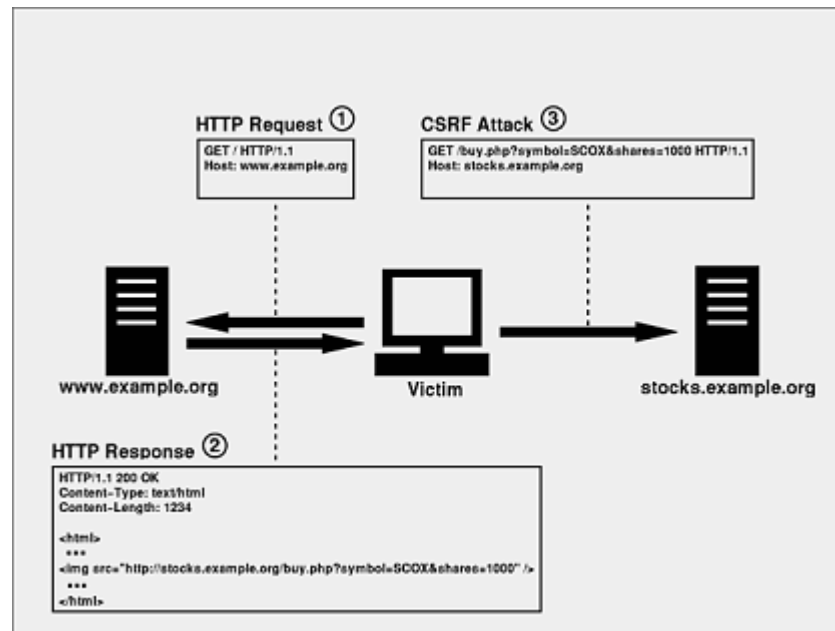 HTTP Request ①
GET / HTTP/1.1
Host: www.example.org
CSRF Attack ③
GET /buy.php?symbol=SCOX&shares=1000 HTTP/1.1
Host: stocks.example.org
www.example.org
Victim
stocks.example.org
HTTP Response ②
HTTP/1.1 200 OK
Content-Type: text/html
Content-Length: 1234
<html>
•••
<img src="http://stocks.example.org/buy.php?symbol=SCOX&shares=1000" />
•••
</html>